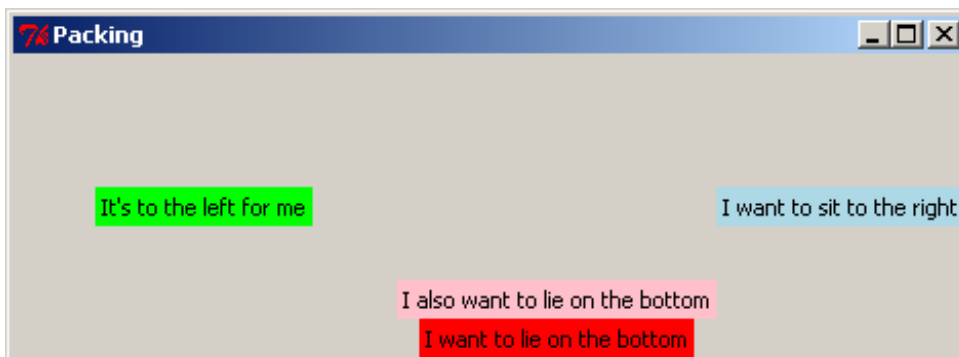 Packing
It's to the left for me
I want to sit to the right
I also want to lie on the bottom
I want to lie on the bottom